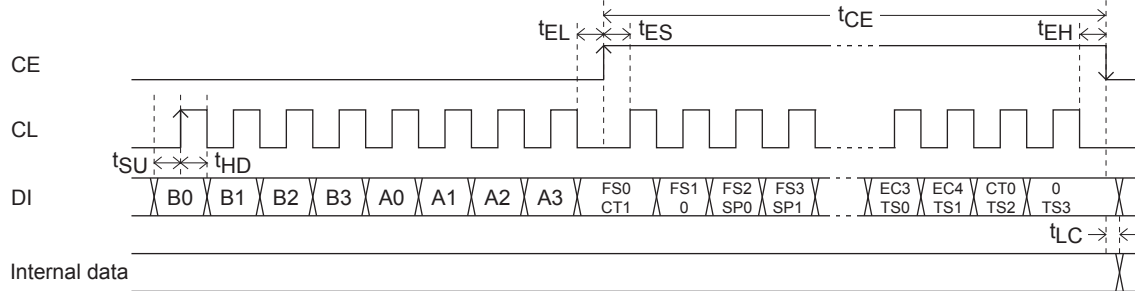 tCE
tEL tES tEH
CE
CL
tSU tHD
DI B0 B1 B2 B3 A0 A1 A2 A3 FS0 FS1 FS2 FS3 EC3 EC4 CT0 0
CT1 0 SP0 SP1 TS0 TS1 TS2 TS3
tLC
Internal data